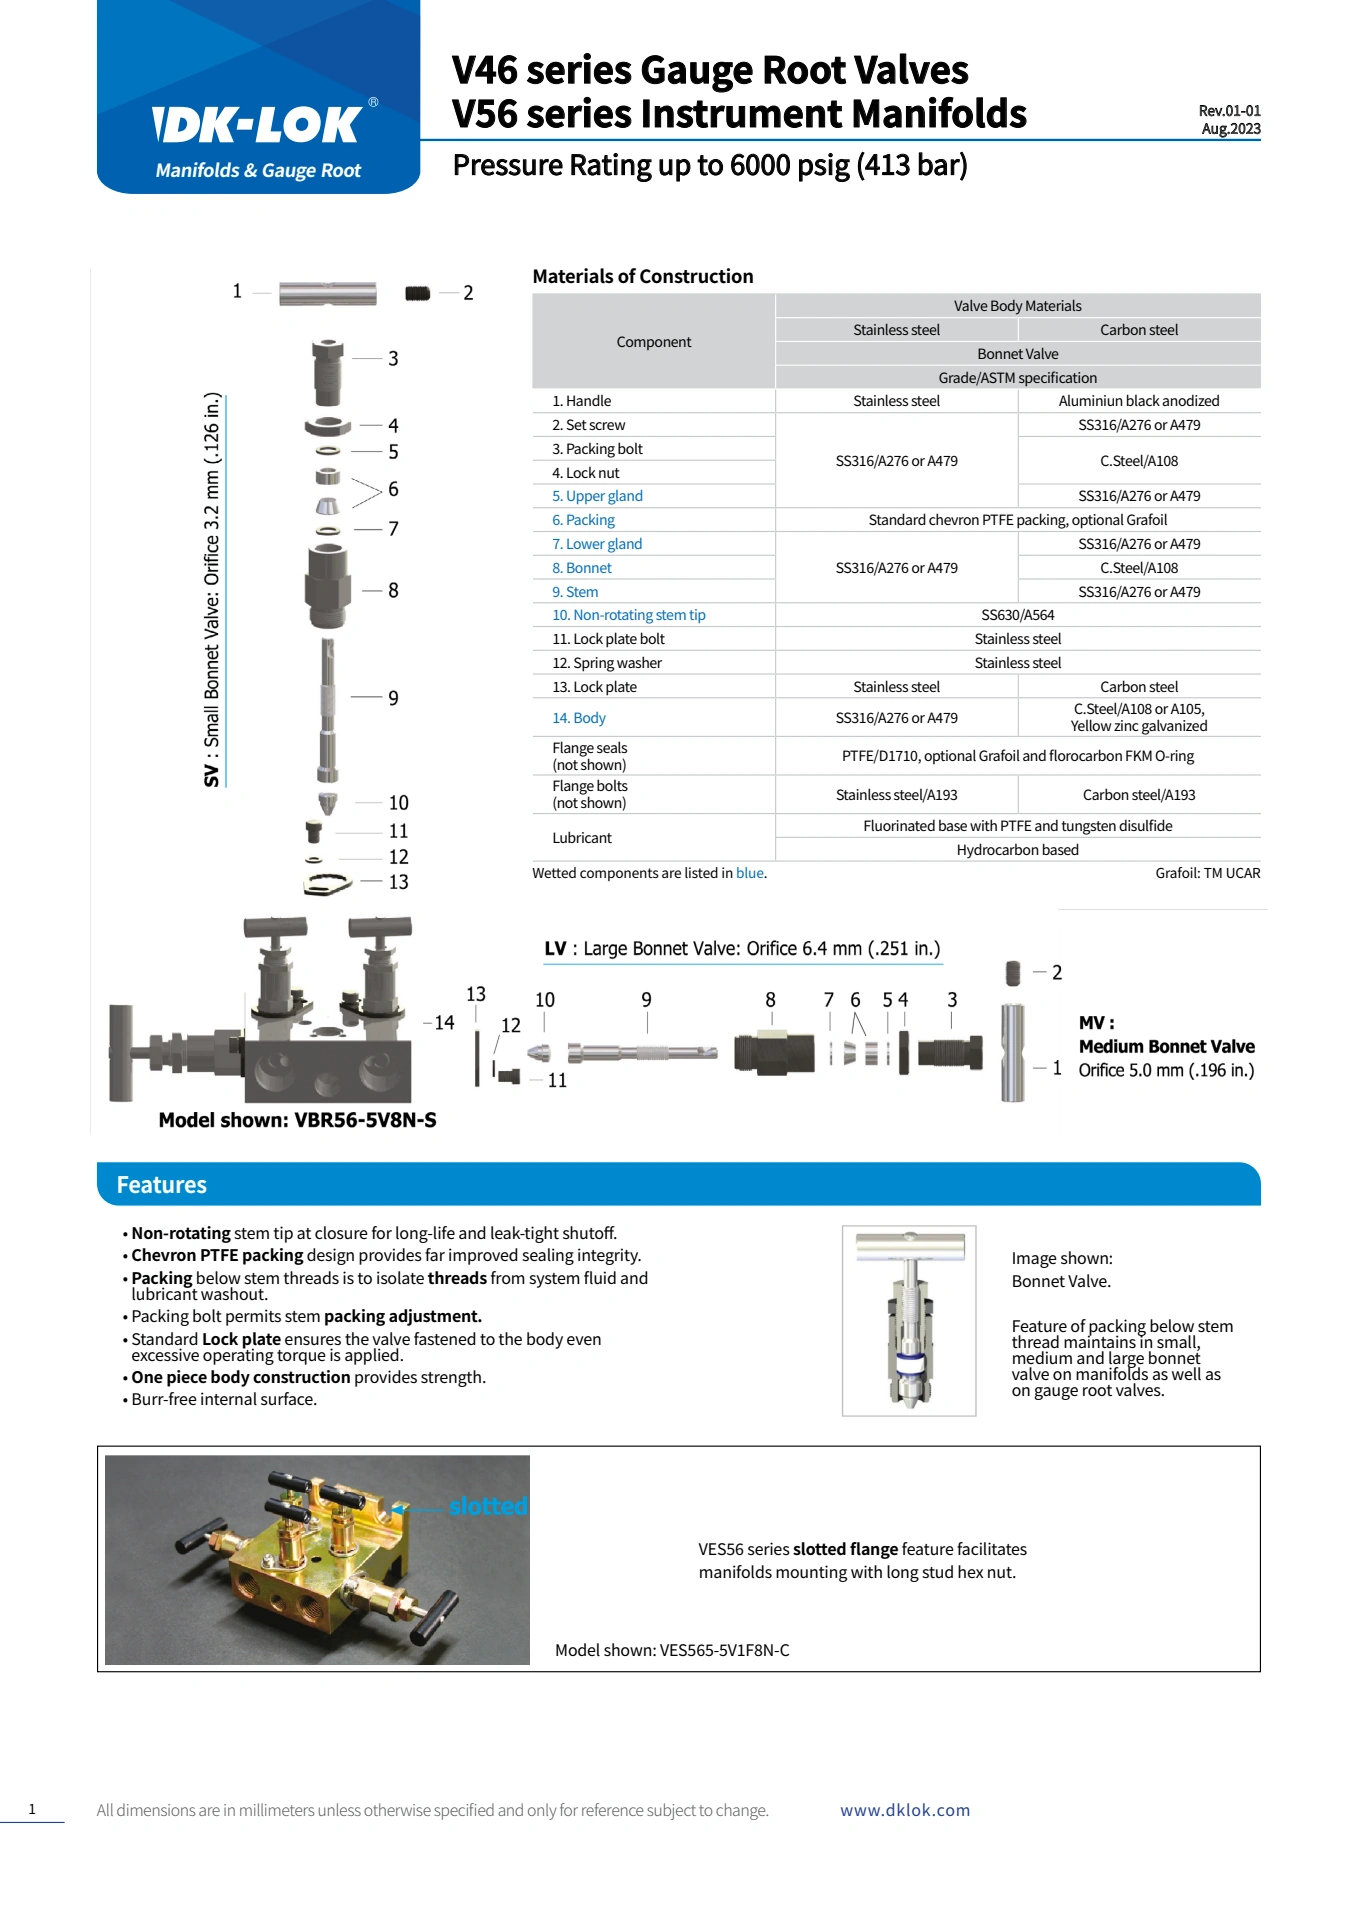 DK-LOK®
Manifolds & Gauge Root
V46 series Gauge Root Valves
V56 series Instrument Manifolds
Rev.01-01
Aug.2023
Pressure Rating up to 6000 psig (413 bar)
1
2
3
4
5
6
7
8
9
10
11
12
13
14
SV : Small Bonnet Valve: Orifice 3.2 mm (.126 in.)
Model shown: VBR56-5V8N-S
Materials of Construction
Component
Valve Body Materials
Stainless steel Carbon steel
Bonnet Valve
Grade/ASTM specification
1. Handle Stainless steel Aluminiun black anodized
2. Set screw SS316/A276 or A479 SS316/A276 or A479
3. Packing bolt C.Steel/A108
4. Lock nut
5. Upper gland SS316/A276 or A479
6. Packing Standard chevron PTFE packing, optional Grafoil
7. Lower gland SS316/A276 or A479 SS316/A276 or A479
8. Bonnet C.Steel/A108
9. Stem SS316/A276 or A479
10. Non-rotating stem tip SS630/A564
11. Lock plate bolt Stainless steel
12. Spring washer Stainless steel
13. Lock plate Stainless steel Carbon steel
14. Body SS316/A276 or A479 C.Steel/A108 or A105,
Yellow zinc galvanized
Flange seals
(not shown) PTFE/D1710, optional Grafoil and florocarbon FKM O-ring
Flange bolts
(not shown) Stainless steel/A193 Carbon steel/A193
Lubricant Fluorinated base with PTFE and tungsten disulfide
Hydrocarbon based
Wetted components are listed in blue. Grafoil: TM UCAR
LV : Large Bonnet Valve: Orifice 6.4 mm (.251 in.)
13 12 11 10 9 8 7 6 5 4 3 2 1
MV :
Medium Bonnet Valve
Orifice 5.0 mm (.196 in.)
Features
• Non-rotating stem tip at closure for long-life and leak-tight shutoff.
• Chevron PTFE packing design provides far improved sealing integrity.
• Packing below stem threads is to isolate threads from system fluid and
lubricant washout.
• Packing bolt permits stem packing adjustment.
• Standard Lock plate ensures the valve fastened to the body even
excessive operating torque is applied.
• One piece body construction provides strength.
• Burr-free internal surface.
Image shown:
Bonnet Valve.
Feature of packing below stem
thread maintains in small,
medium and large bonnet
valve on manifolds as well as
on gauge root valves.
slotted
VES56 series slotted flange feature facilitates
manifolds mounting with long stud hex nut.
Model shown: VES565-5V1F8N-C
1
All dimensions are in millimeters unless otherwise specified and only for reference subject to change.
www.dklok.com